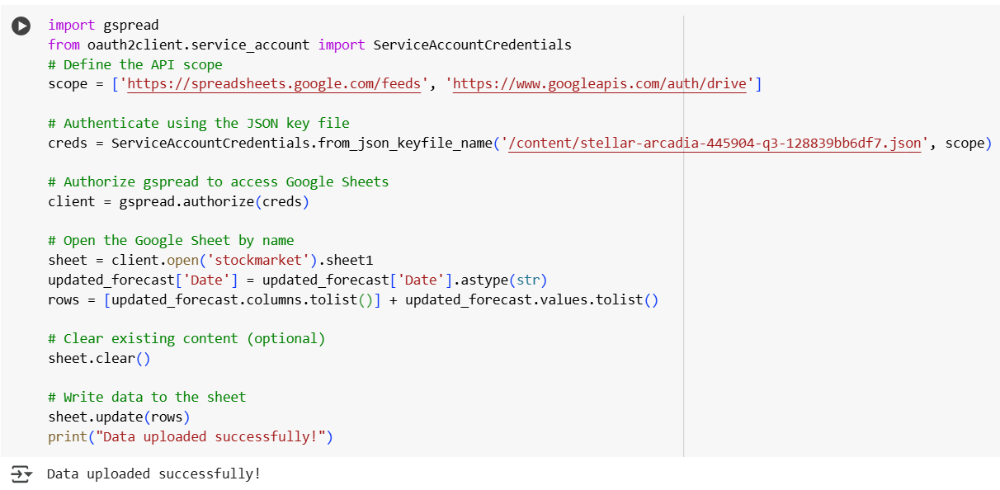 import gspread
from oauth2client.service_account import ServiceAccountCredentials
# Define the API scope
scope = ['https://spreadsheets.google.com/feeds', 'https://www.googleapis.com/auth/drive']
# Authenticate using the JSON key file
creds = ServiceAccountCredentials.from_json_keyfile_name('/content/stellar-arcadia-445904-q3-128839bb6df7.json', scope)
# Authorize gspread to access Google Sheets
client = gspread.authorize(creds)
# Open the Google Sheet by name
sheet = client.open('stockmarket').sheet1
updated_forecast['Date'] = updated_forecast['Date'].astype(str)
rows = [updated_forecast.columns.tolist()] + updated_forecast.values.tolist()
# Clear existing content (optional)
sheet.clear()
# Write data to the sheet
sheet.update(rows)
print("Data uploaded successfully!")
Data uploaded successfully!